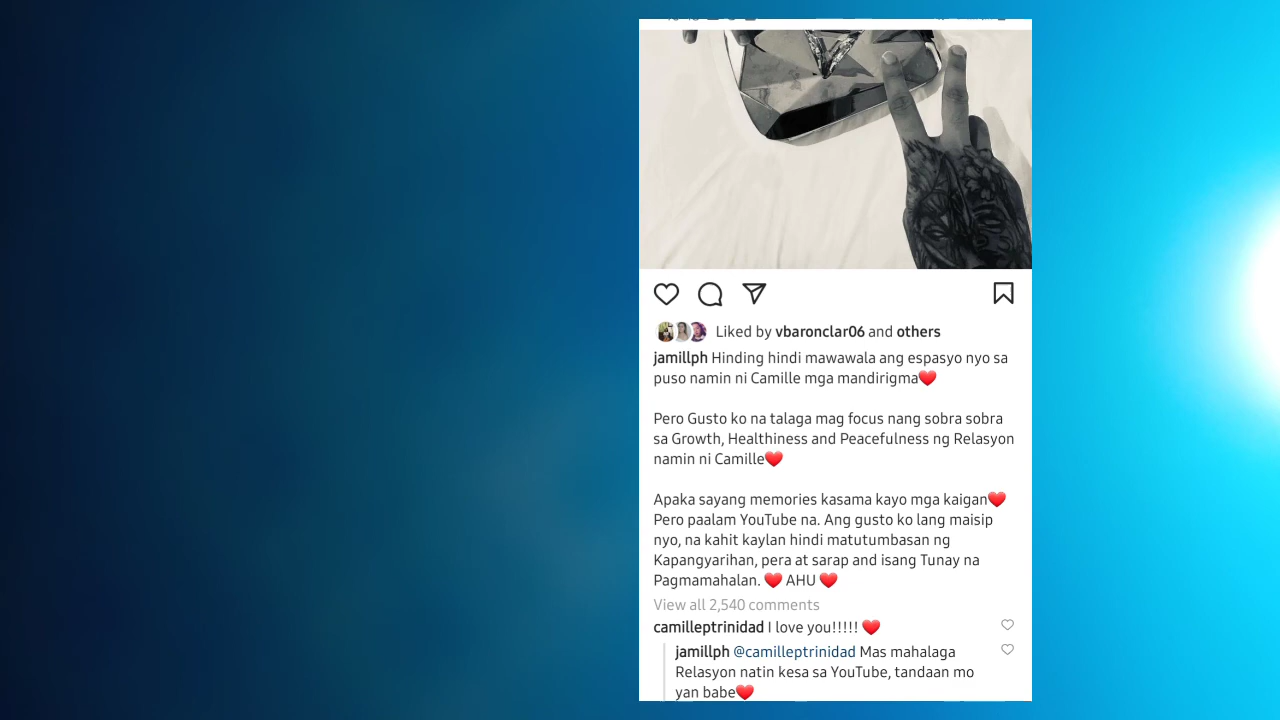 Liked by vbaronclar06 and others
jamillph Hinding hindi mawawala ang espasyo nyo sa
puso namin ni Camille mga mandirigma❤️
Pero Gusto ko na talaga mag focus nang sobra sobra
sa Growth, Healthiness and Peacefulness ng Relasyon
namin ni Camille❤️
Apaka sayang memories kasama kayo mga kaigan❤️
Pero paalam YouTube na. Ang gusto ko lang maisip
nyo, na kahit kaylan hindi matutumbasan ng
Kapangyarihan, pera at sarap and isang Tunay na
Pagmamahalan. ❤️ AHU ❤️
View all 2,540 comments
camilleptrinidad I love you!!!!! ❤️
jamillph @camilleptrinidad Mas mahalaga
Relasyon natin kesa sa YouTube, tandaan mo
yan babe❤️